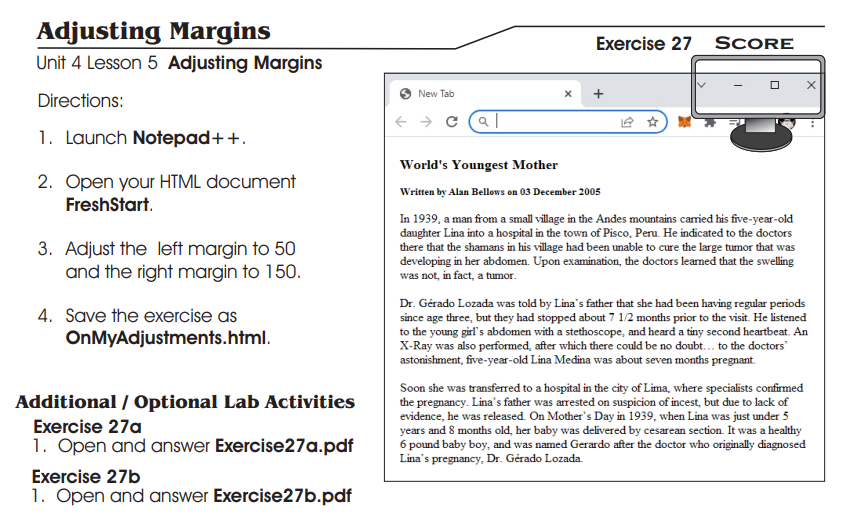 Adjusting Margins
Exercise 27 SCORE
Unit 4 Lesson 5 Adjusting Margins
Directions:
1. Launch Notepad++.
2. Open your HTML document
FreshStart.
3. Adjust the left margin to 50
and the right margin to 150.
4. Save the exercise as
OnMyAdjustments.html.
Additional / Optional Lab Activities
Exercise 27a
1. Open and answer Exercise27a.pdf
Exercise 27b
1. Open and answer Exercise27b.pdf
New Tab
World's Youngest Mother
Written by Alan Bellows on 03 December 2005
In 1939, a man from a small village in the Andes mountains carried his five-year-old
daughter Lina into a hospital in the town of Pisco, Peru. He indicated to the doctors
there that the shamans in his village had been unable to cure the large tumor that was
developing in her abdomen. Upon examination, the doctors learned that the swelling
was not, in fact, a tumor.
Dr. Gérado Lozada was told by Lina's father that she had been having regular periods
since age three, but they had stopped about 7 1/2 months prior to the visit. He listened
to the young girl's abdomen with a stethoscope, and heard a tiny second heartbeat. An
X-Ray was also performed, after which there could be no doubt… to the doctors'
astonishment, five-year-old Lina Medina was about seven months pregnant.
Soon she was transferred to a hospital in the city of Lima, where specialists confirmed
the pregnancy. Lina's father was arrested on suspicion of incest, but due to lack of
evidence, he was released. On Mother's Day in 1939, when Lina was just under 5
years and 8 months old, her baby was delivered by cesarean section. It was a healthy
6 pound baby boy, and was named Gerardo after the doctor who originally diagnosed
Lina's pregnancy, Dr. Gérado Lozada.